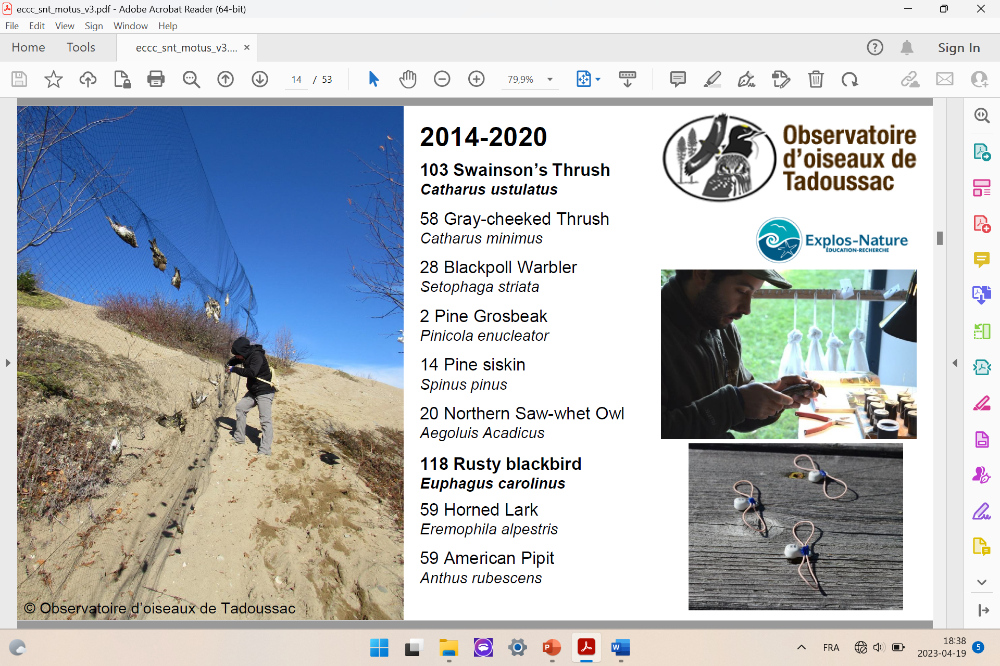 eccc_snt_motus_v3.pdf - Adobe Acrobat Reader (64-bit)
File Edit View Sign Window Help
Home Tools eccc_snt_motus_v3.... ×
Sign In
14 / 53
79,9%
2014-2020
103 Swainson's Thrush
Catharus ustulatus
58 Gray-cheeked Thrush
Catharus minimus
28 Blackpoll Warbler
Setophaga striata
2 Pine Grosbeak
Pinicola enucleator
14 Pine siskin
Spinus pinus
20 Northern Saw-whet Owl
Aegoluis Acadicus
118 Rusty blackbird
Euphagus carolinus
59 Horned Lark
Eremophila alpestris
59 American Pipit
Anthus rubescens
Observatoire
d'oiseaux de
Tadoussac
Explos-Nature
ÉDUCATION-RECHERCHE
© Observatoire d'oiseaux de Tadoussac
FRA
18:38
2023-04-19
5